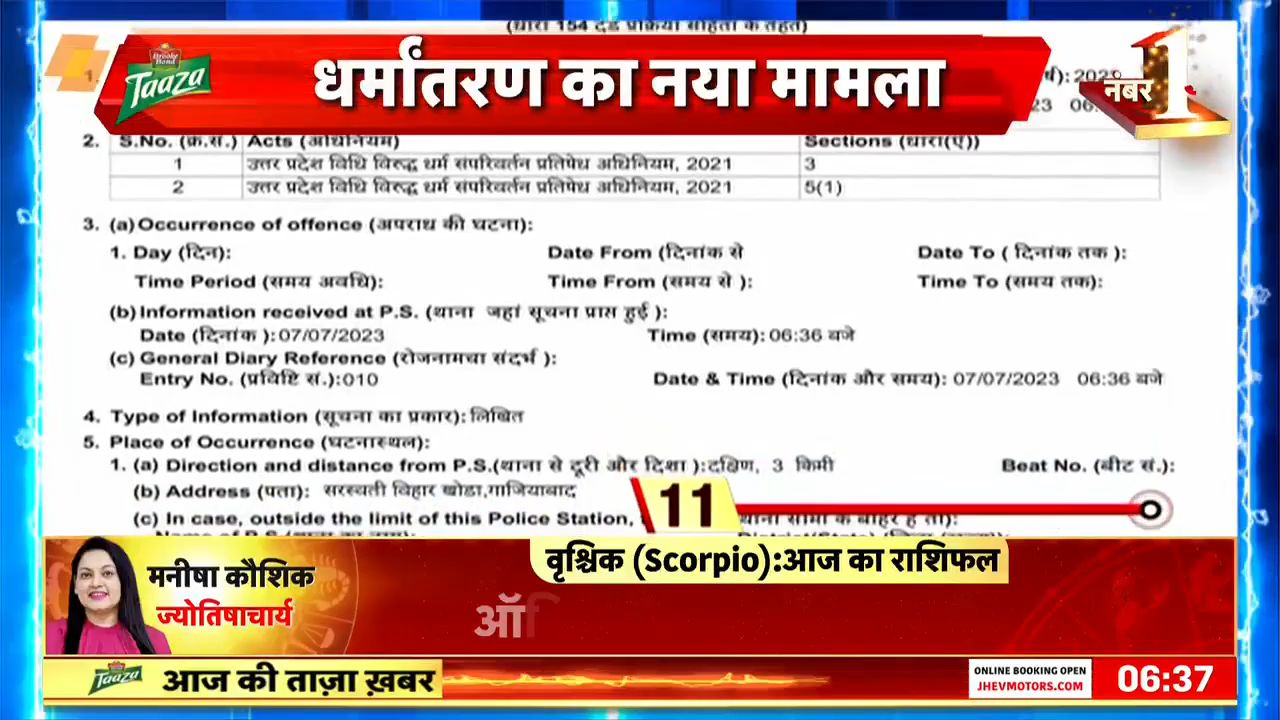 (धारा 154 दंड प्रक्रिया संहिता के तहत)
Brooke Bond
Taaza
धर्मांतरण का नया मामला
नंबर 1
1.
2. S.No. (क्र.सं.) Acts (अधिनियम) Sections (धारा(एं))
1 उत्तर प्रदेश विधि विरुद्ध धर्म संपरिवर्तन प्रतिषेध अधिनियम, 2021 3
2 उत्तर प्रदेश विधि विरुद्ध धर्म संपरिवर्तन प्रतिषेध अधिनियम, 2021 5(1)
3. (a) Occurrence of offence (अपराध की घटना):
1. Day (दिन): Date From (दिनांक से Date To ( दिनांक तक ):
Time Period (समय अवधि): Time From (समय से ): Time To (समय तक):
(b) Information received at P.S. (थाना जहां सूचना प्राप्त हुई ):
Date (दिनांक ): 07/07/2023 Time (समय): 06:36 बजे
(c) General Diary Reference (रोजनामचा संदर्भ ):
Entry No. (प्रविष्टि सं.): 010 Date & Time (दिनांक और समय): 07/07/2023 06:36 बजे
4. Type of Information (सूचना का प्रकार): लिखित
5. Place of Occurrence (घटनास्थल):
1. (a) Direction and distance from P.S.(थाना से दूरी और दिशा ): दक्षिण, 3 किमी Beat No. (बीट सं.):
(b) Address (पता): सरस्वती विहार खोडा,गाजियाबाद
(c) In case, outside the limit of this Police Station,
11
मनीषा कौशिक
ज्योतिषाचार्य
वृश्चिक (Scorpio):आज का राशिफल
ऑ
Taaza
आज की ताज़ा ख़बर
ONLINE BOOKING OPEN
JHEVMOTORS.COM
06:37